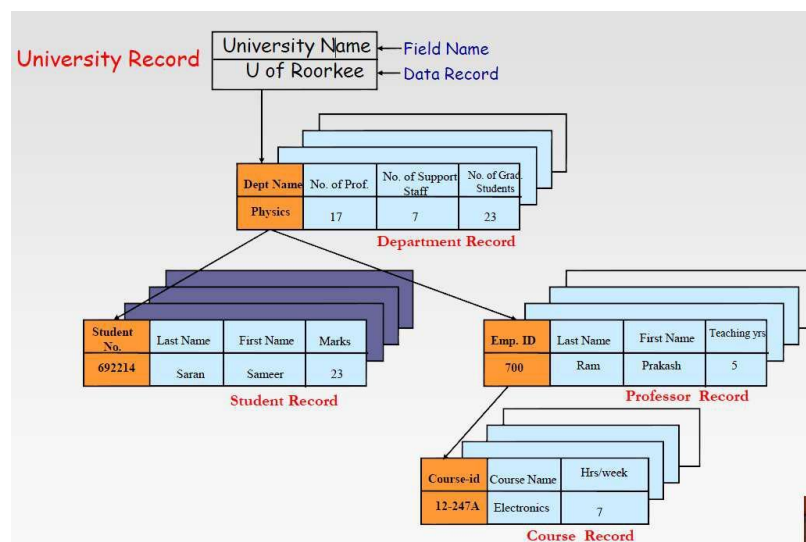 University Record
University Name
Field Name
U of Roorkee
Data Record
Dept Name
No. of Prof.
No. of Support
Staff
No. of Grad.
Students
Physics
17
7
23
Department Record
Student
No.
Last Name
First Name
Marks
692214
Saran
Sameer
23
Student Record
Emp. ID
Last Name
First Name
Teaching yrs
700
Ram
Prakash
5
Professor Record
Course-id
Course Name
Hrs/week
12-247A
Electronics
7
Course Record